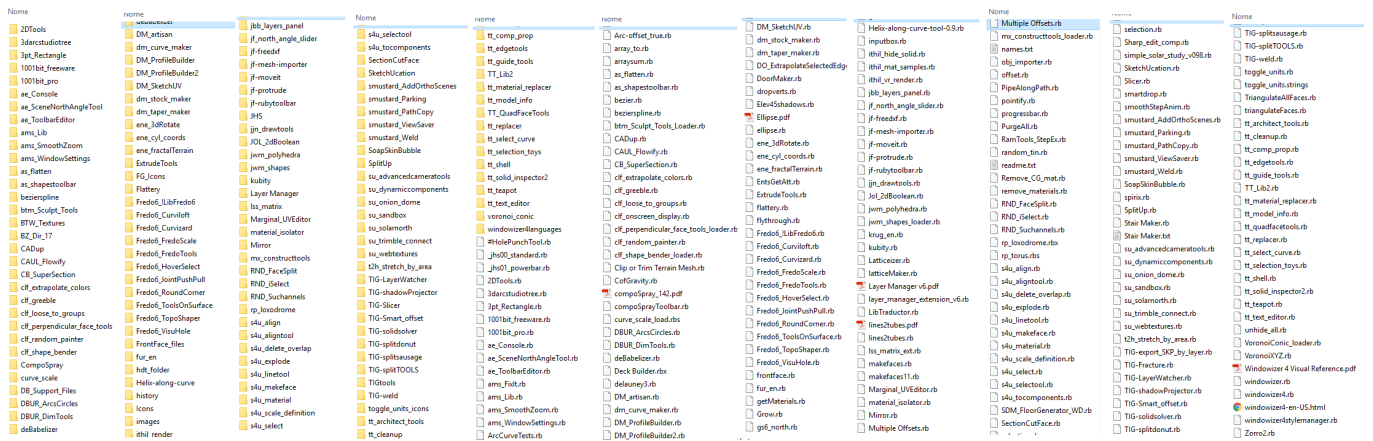 Nome
2DTools
3darcstudiotree
3pt_Rectangle
1001bit_freeware
1001bit_pro
ae_Console
ae_SceneNorthAngleTool
ae_ToolbarEditor
ams_Lib
ams_SmoothZoom
ams_WindowSettings
as_flatten
as_shapestoolbar
bezierspline
btm_Sculpt_Tools
BTW_Textures
BZ_Dir_17
CADup
CAUL_Flowify
CB_SuperSection
clf_extrapolate_colors
clf_greeble
clf_loose_to_groups
clf_perpendicular_face_tools
clf_random_painter
clf_shape_bender
CompoSpray
curve_scale
DB_Support_Files
DBUR_ArcsCircles
DBUR_DimTools
deBabelizer
Nome
deBabelizer
DM_artisan
dm_curve_maker
DM_ProfileBuilder
DM_ProfileBuilder2
DM_SketchUV
dm_stock_maker
dm_taper_maker
ene_3dRotate
ene_cyl_coords
ene_fractalTerrain
ExtrudeTools
FG_Icons
Flattery
Fredo6_!LibFredo6
Fredo6_Curviloft
Fredo6_Curvizard
Fredo6_FredoScale
Fredo6_FredoTools
Fredo6_HoverSelect
Fredo6_JointPushPull
Fredo6_RoundCorner
Fredo6_ToolsOnSurface
Fredo6_TopoShaper
Fredo6_VisuHole
FrontFace_files
fur_en
hdt_folder
Helix-along-curve
history
Icons
images
ithil_render
Nome
jbb_layers_panel
jf_north_angle_slider
jf-freedxf
jf-mesh-importer
jf-moveit
jf-protrude
jf-rubytoolbar
JHS
jjn_drawtools
JOL_2dBoolean
jwm_polyhedra
jwm_shapes
kubity
Layer Manager
lss_matrix
Marginal_UVEditor
material_isolator
Mirror
mx_constructtools
RND_FaceSplit
RND_iSelect
RND_Suchannels
rp_loxodrome
s4u_align
s4u_aligntool
s4u_delete_overlap
s4u_explode
s4u_linetool
s4u_makeface
s4u_material
s4u_scale_definition
s4u_select
Nome
s4u_selectool
s4u_tocomponents
SectionCutFace
SketchUcation
smustard_AddOrthoScenes
smustard_Parking
smustard_PathCopy
smustard_ViewSaver
smustard_Weld
SoapSkinBubble
SplitUp
su_advancedcameratools
su_dynamiccomponents
su_onion_dome
su_sandbox
su_solarnorth
su_trimble_connect
su_webtextures
t2h_stretch_by_area
TIG-LayerWatcher
TIG-shadowProjector
TIG-Slicer
TIG-Smart_offset
TIG-solidsolver
TIG-splitdonut
TIG-splitsausage
TIG-splitTOOLS
TIGtools
TIG-weld
toggle_units_icons
tt_architect_tools
tt_cleanup
Nome
tt_comp_prop
tt_edgetools
tt_guide_tools
TT_Lib2
tt_material_replacer
tt_model_info
TT_QuadFaceTools
tt_replacer
tt_select_curve
tt_selection_toys
tt_shell
tt_solid_inspector2
tt_teapot
tt_text_editor
voronoi_conic
windowizer4languages
#HolePunchTool.rb
_jhs00_standard.rb
_jhs01_powerbar.rb
2DTools.rb
3darcstudiotree.rb
3pt_Rectangle.rb
1001bit_freeware.rb
1001bit_pro.rb
ae_Console.rb
ae_SceneNorthAngleTool.rb
ae_ToolbarEditor.rb
ams_FixIt.rb
ams_Lib.rb
ams_SmoothZoom.rb
ams_WindowSettings.rb
ArcCurveTests.rb
Nome
Arc-offset_true.rb
array_to.rb
arraysum.rb
as_flatten.rb
as_shapestoolbar.rb
bezier.rb
bezierspline.rb
btm_Sculpt_Tools_Loader.rb
CADup.rb
CAUL_Flowify.rb
CB_SuperSection.rb
clf_extrapolate_colors.rb
clf_greeble.rb
clf_loose_to_groups.rb
clf_onscreen_display.rb
clf_perpendicular_face_tools_loader.rb
clf_random_painter.rb
clf_shape_bender_loader.rb
Clip or Trim Terrain Mesh.rb
CofGravity.rb
compoSpray_142.pdf
compoSprayToolbar.rb
curve_scale_load.rbs
DBUR_ArcsCircles.rb
DBUR_DimTools.rb
deBabelizer.rb
Deck Builder.rbx
delauney3.rb
DM_artisan.rb
dm_curve_maker.rb
DM_ProfileBuilder.rb
DM_ProfileBuilder2.rb
DM_SketchUV.rb
dm_stock_maker.rb
dm_taper_maker.rb
DO_ExtrapolateSelectedEdg
DoorMaker.rb
dropverts.rb
Elev45shadows.rb
Ellipse.pdf
ellipse.rb
ene_3dRotate.rb
ene_cyl_coords.rb
ene_fractalTerrain.rb
EntsGetAtt.rb
ExtrudeTools.rb
flattery.rb
flythrough.rb
Fredo6_!LibFredo6.rb
Fredo6_Curviloft.rb
Fredo6_Curvizard.rb
Fredo6_FredoScale.rb
Fredo6_FredoTools.rb
Fredo6_HoverSelect.rb
Fredo6_JointPushPull.rb
Fredo6_RoundCorner.rb
Fredo6_ToolsOnSurface.rb
Fredo6_TopoShaper.rb
Fredo6_VisuHole.rb
frontface.rb
fur_en.rb
getMaterials.rb
Grow.rb
gs6_north.rb
Helix-along-curve-tool-0.9.rb
inputbox.rb
ithil_hide_solid.rb
ithil_mat_samples.rb
ithil_vr_render.rb
jbb_layers_panel.rb
jf_north_angle_slider.rb
jf-freedxf.rb
jf-mesh-importer.rb
jf-moveit.rb
jf-protrude.rb
jf-rubytoolbar.rb
jjn_drawtools.rb
Jol_2dBoolean.rb
jwm_polyhedra.rb
jwm_shapes_loader.rb
krug_en.rb
kubity.rb
Latticeizer.rb
latticeMaker.rb
Layer Manager v6.pdf
layer_manager_extension_v6.rb
LibTraductor.rb
lines2tubes.pdf
lines2tubes.rb
lss_matrix_ext.rb
makefaces.rb
makefaces11.rb
Marginal_UVEditor.rb
material_isolator.rb
Mirror.rb
Multiple Offsets.rb
Nome
Multiple Offsets.rb
mx_constructtools_loader.rb
names.txt
obj_importer.rb
offset.rb
PipeAlongPath.rb
pointify.rb
progressbar.rb
PurgeAll.rb
RamTools_StepEx.rb
random_tin.rb
readme.txt
Remove_CG_mat.rb
remove_materials.rb
RND_FaceSplit.rb
RND_iSelect.rb
RND_Suchannels.rb
rp_loxodrome.rbx
rp_torus.rbs
s4u_align.rb
s4u_aligntool.rb
s4u_delete_overlap.rb
s4u_explode.rb
s4u_linetool.rb
s4u_makeface.rb
s4u_material.rb
s4u_scale_definition.rb
s4u_select.rb
s4u_selectool.rb
s4u_tocomponents.rb
SDM_FloorGenerator_WD.rb
SectionCutFace.rb
Nome
selection.rb
Sharp_edit_comp.rb
simple_solar_study_v098.rb
SketchUcation.rb
Slicer.rb
smartdrop.rb
smoothStepAnim.rb
smustard_AddOrthoScenes.rb
smustard_Parking.rb
smustard_PathCopy.rb
smustard_ViewSaver.rb
smustard_Weld.rb
SoapSkinBubble.rb
spirix.rb
SplitUp.rb
Stair Maker.rb
Stair Maker.txt
su_advancedcameratools.rb
su_dynamiccomponents.rb
su_onion_dome.rb
su_sandbox.rb
su_solarnorth.rb
su_trimble_connect.rb
su_webtextures.rb
t2h_stretch_by_area.rb
TIG-export_SKP_by_layer.rb
TIG-Fracture.rb
TIG-LayerWatcher.rb
TIG-shadowProjector.rb
TIG-Smart_offset.rb
TIG-solidsolver.rb
TIG-splitdonut.rb
Nome
TIG-splitsausage.rb
TIG-splitTOOLS.rb
TIG-weld.rb
toggle_units.rb
toggle_units.strings
TriangulateAllFaces.rb
triangulateFaces.rb
tt_architect_tools.rb
tt_cleanup.rb
tt_comp_prop.rb
tt_edgetools.rb
tt_guide_tools.rb
TT_Lib2.rb
tt_material_replacer.rb
tt_model_info.rb
tt_quadfacetools.rb
tt_replacer.rb
tt_select_curve.rb
tt_selection_toys.rb
tt_shell.rb
tt_solid_inspector2.rb
tt_teapot.rb
tt_text_editor.rb
unhide_all.rb
VoronoiConic_loader.rb
VoronoiXYZ.rb
Windowizer 4 Visual Reference.pdf
windowizer.rb
windowizer4.rb
windowizer4-en-US.html
windowizer4stylemanager.rb
Zorro2.rb